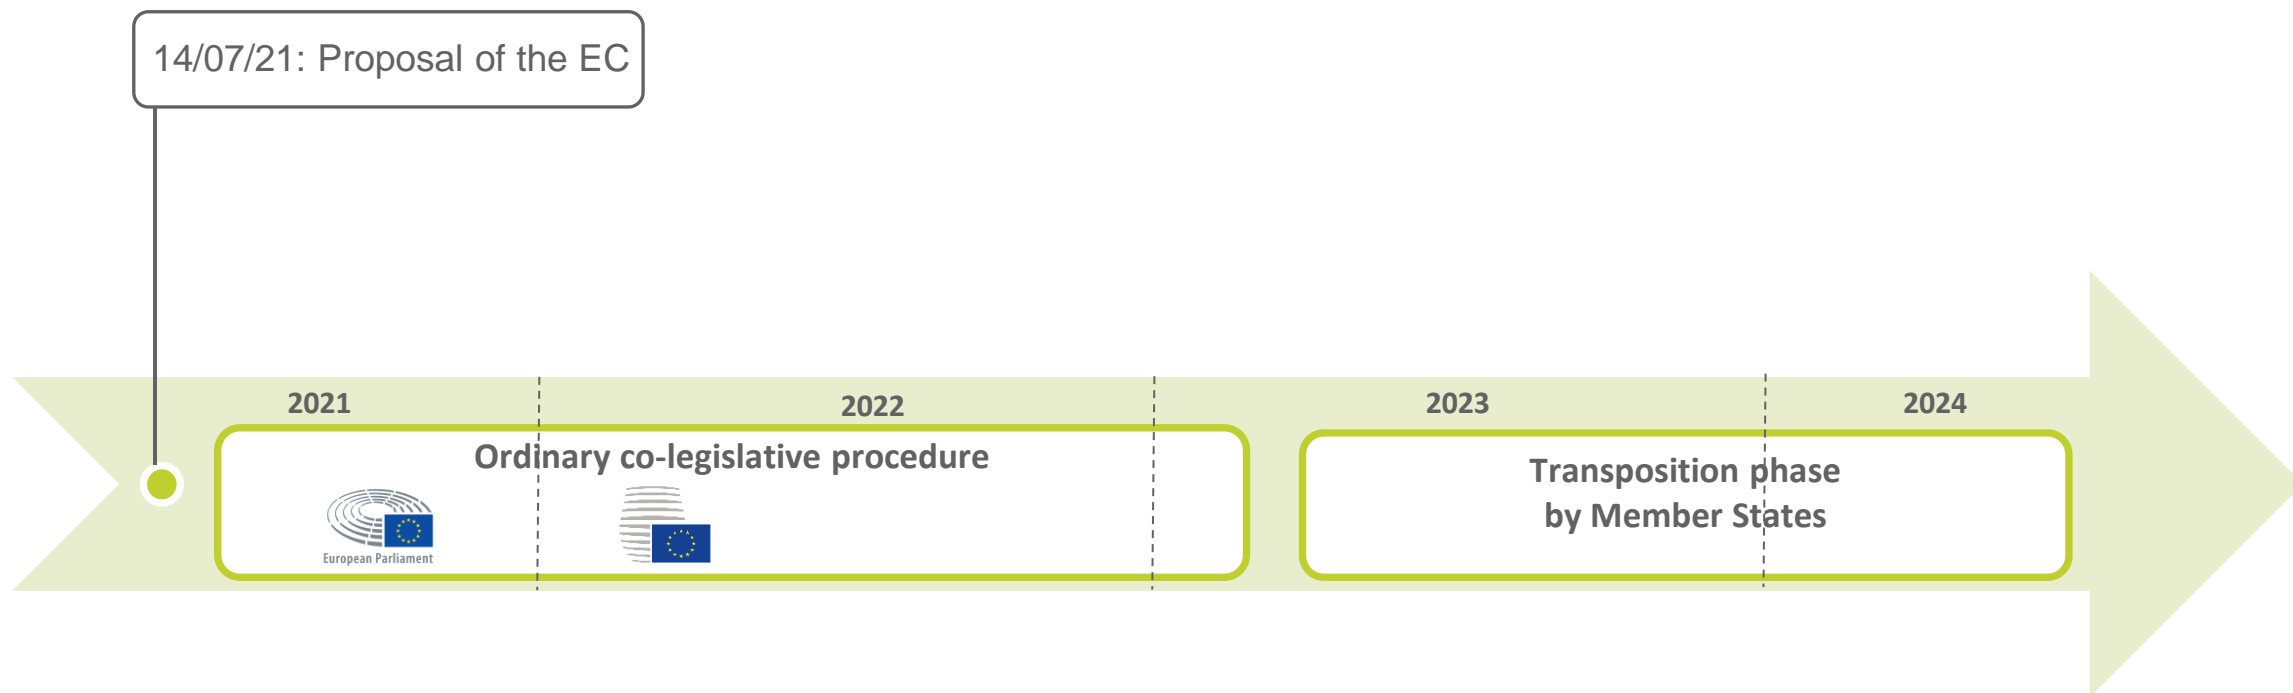 14/07/21: Proposal of the EC
2021
2022
2023
2024
Ordinary co-legislative procedure
European Parliament
Transposition phase
by Member States